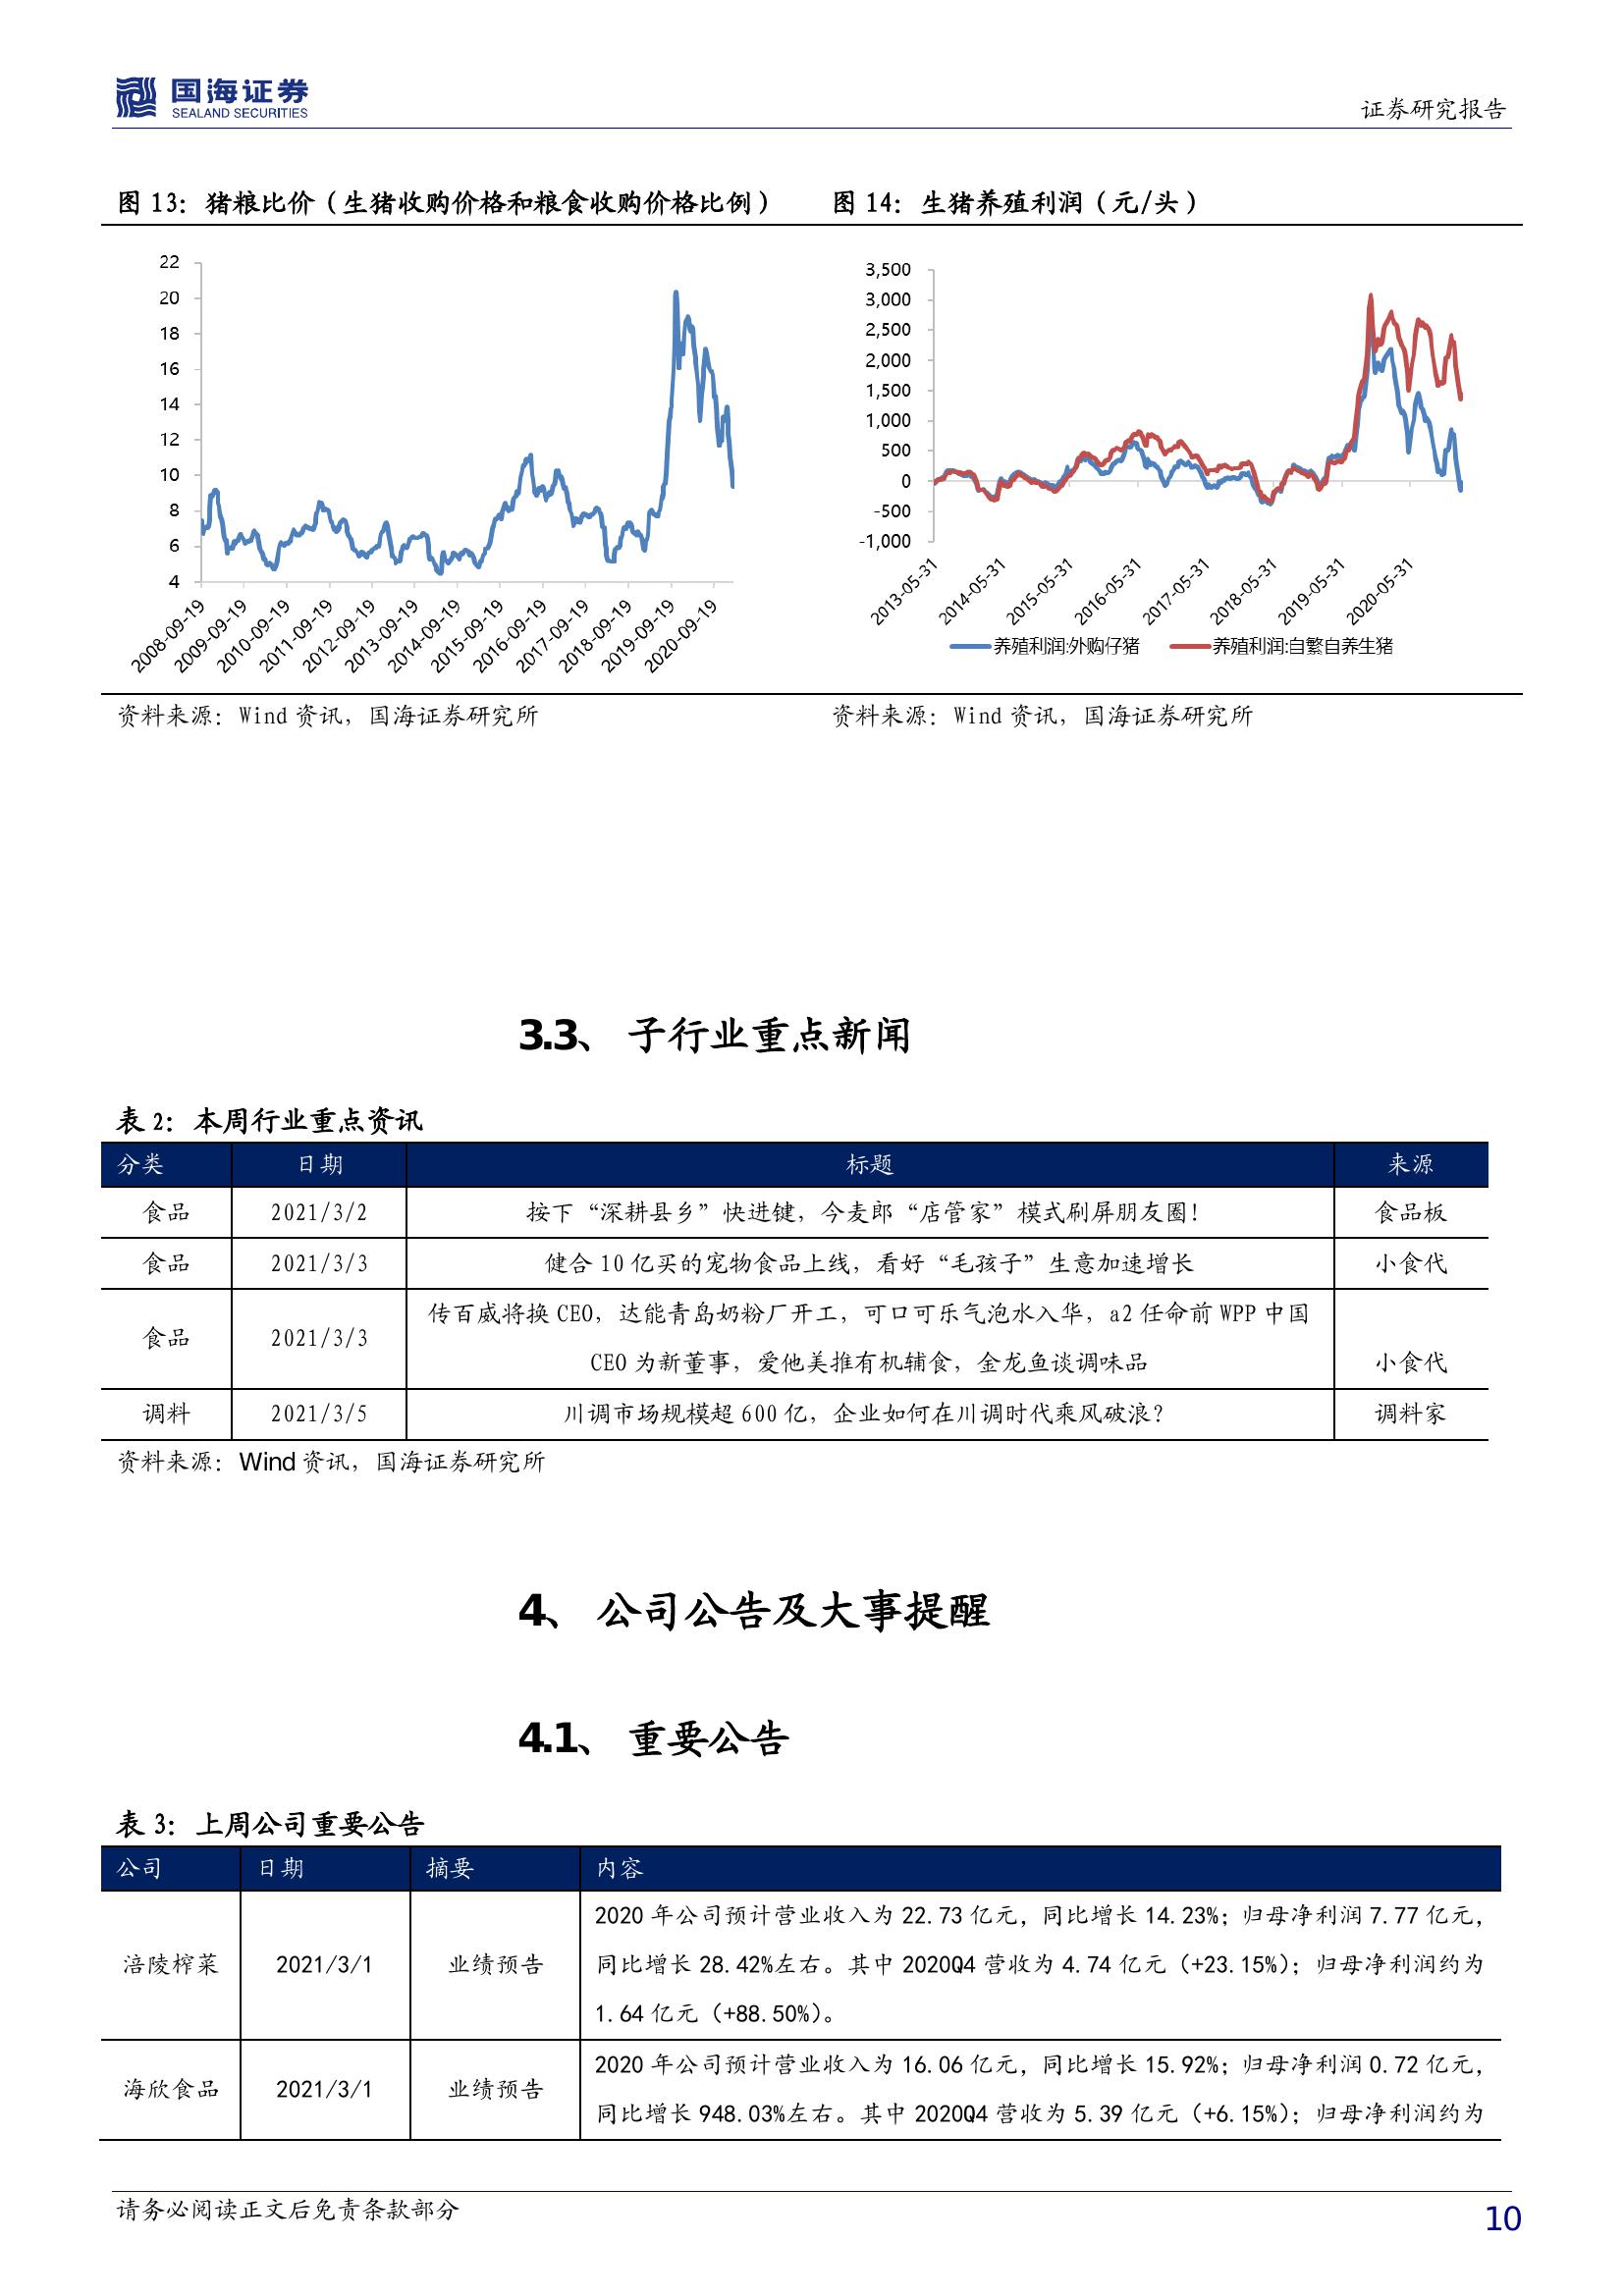 国海证券
SEALAND SECURITIES
证券研究报告
图 13：猪粮比价（生猪收购价格和粮食收购价格比例）
22
20
18
16
14
12
10
8
6
4
2008-09-19
2009-09-19
2010-09-19
2011-09-19
2012-09-19
2013-09-19
2014-09-19
2015-09-19
2016-09-19
2017-09-19
2018-09-19
2019-09-19
2020-09-19
资料来源：Wind 资讯，国海证券研究所
图 14：生猪养殖利润（元/头）
3,500
3,000
2,500
2,000
1,500
1,000
500
0
-500
-1,000
2013-05-31
2014-05-31
2015-05-31
2016-05-31
2017-05-31
2018-05-31
2019-05-31
2020-05-31
养殖利润:外购仔猪 养殖利润:自繁自养生猪
资料来源：Wind 资讯，国海证券研究所
3.3、 子行业重点新闻
表 2：本周行业重点资讯
分类 日期 标题 来源
食品 2021/3/2 按下“深耕县乡”快进键，今麦郎“店管家”模式刷屏朋友圈！ 食品板
食品 2021/3/3 健合 10 亿买的宠物食品上线，看好“毛孩子”生意加速增长 小食代
食品 2021/3/3 传百威将换 CEO，达能青岛奶粉厂开工，可口可乐气泡水入华，a2 任命前 WPP 中国
CEO 为新董事，爱他美推有机辅食，金龙鱼谈调味品 小食代
调料 2021/3/5 川调市场规模超 600 亿，企业如何在川调时代乘风破浪？ 调料家
资料来源：Wind 资讯，国海证券研究所
4、 公司公告及大事提醒
4.1、 重要公告
表 3：上周公司重要公告
公司 日期 摘要 内容
涪陵榨菜 2021/3/1 业绩预告 2020 年公司预计营业收入为 22.73 亿元，同比增长 14.23%；归母净利润 7.77 亿元，
同比增长 28.42%左右。其中 2020Q4 营收为 4.74 亿元（+23.15%）；归母净利润约为
1.64 亿元（+88.50%）。
海欣食品 2021/3/1 业绩预告 2020 年公司预计营业收入为 16.06 亿元，同比增长 15.92%；归母净利润 0.72 亿元，
同比增长 948.03%左右。其中 2020Q4 营收为 5.39 亿元（+6.15%）；归母净利润约为
请务必阅读正文后免责条款部分
10